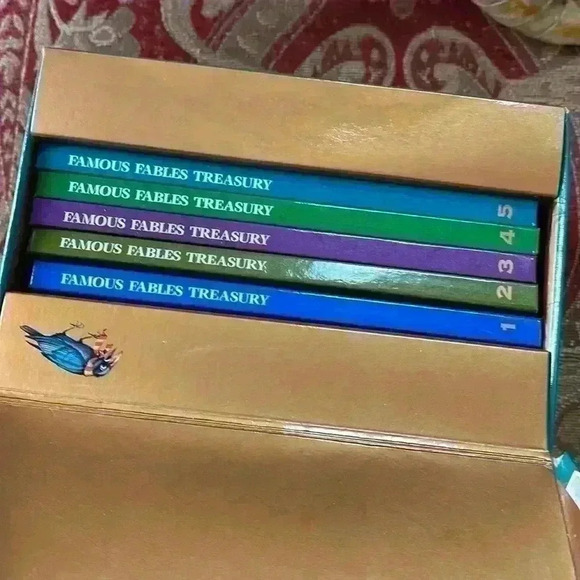 FAMOUS FABLES TREASURY 5
FAMOUS FABLES TREASURY 4
FAMOUS FABLES TREASURY 3
FAMOUS FABLES TREASURY 2
FAMOUS FABLES TREASURY 1